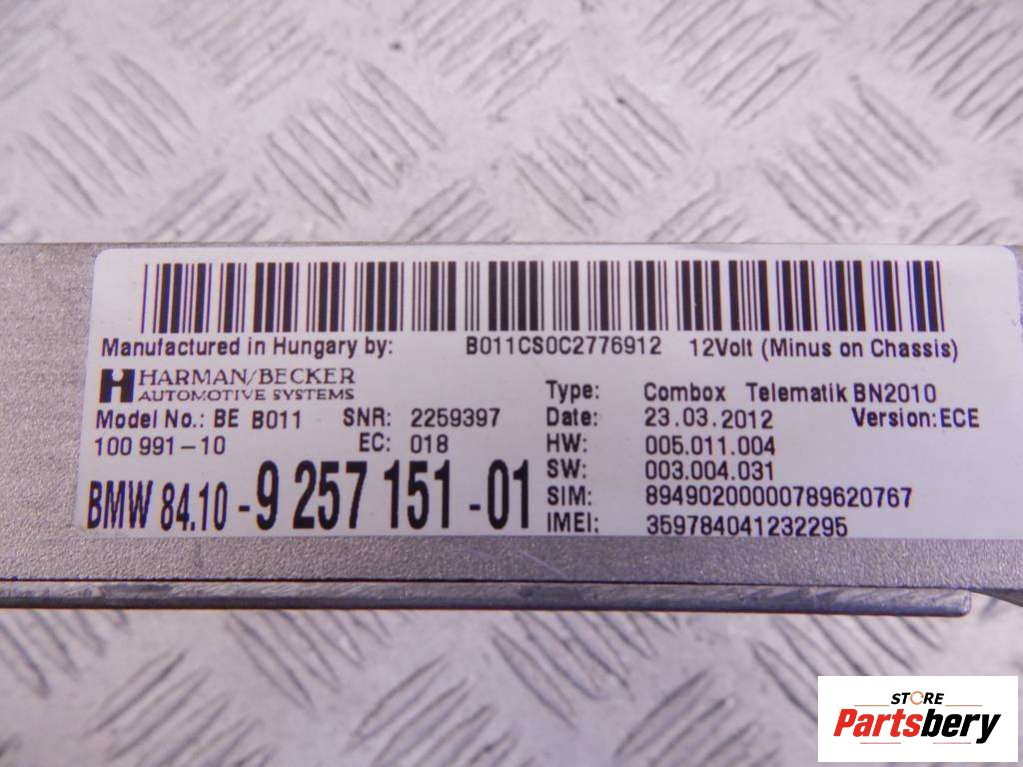 Manufactured in Hungary by: B011CS0C2776912 12Volt (Minus on Chassis)
HARMAN/BECKER
AUTOMOTIVE SYSTEMS
Type: Combox Telematik BN2010
Model No.: BE B011 SNR: 2259397 Date: 23.03.2012 Version:ECE
100 991-10 EC: 018 HW: 005.011.004
SW: 003.004.031
BMW 84.10-9 257 151-01 SIM: 89490200000789620767
IMEI: 359784041232295
STORE
Partsbery